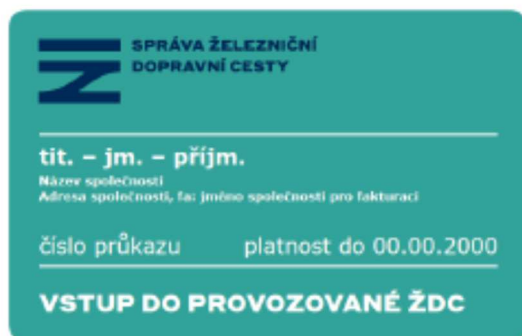 SPRÁVA ŽELEZNIČNÍ
DOPRAVNÍ CESTY
tit. – jm. – příjm.
Název společnosti
Adresa společnosti, fa: jméno společnosti pro fakturaci
číslo průkazu platnost do 00.00.2000
VSTUP DO PROVOZOVANÉ ŽDC